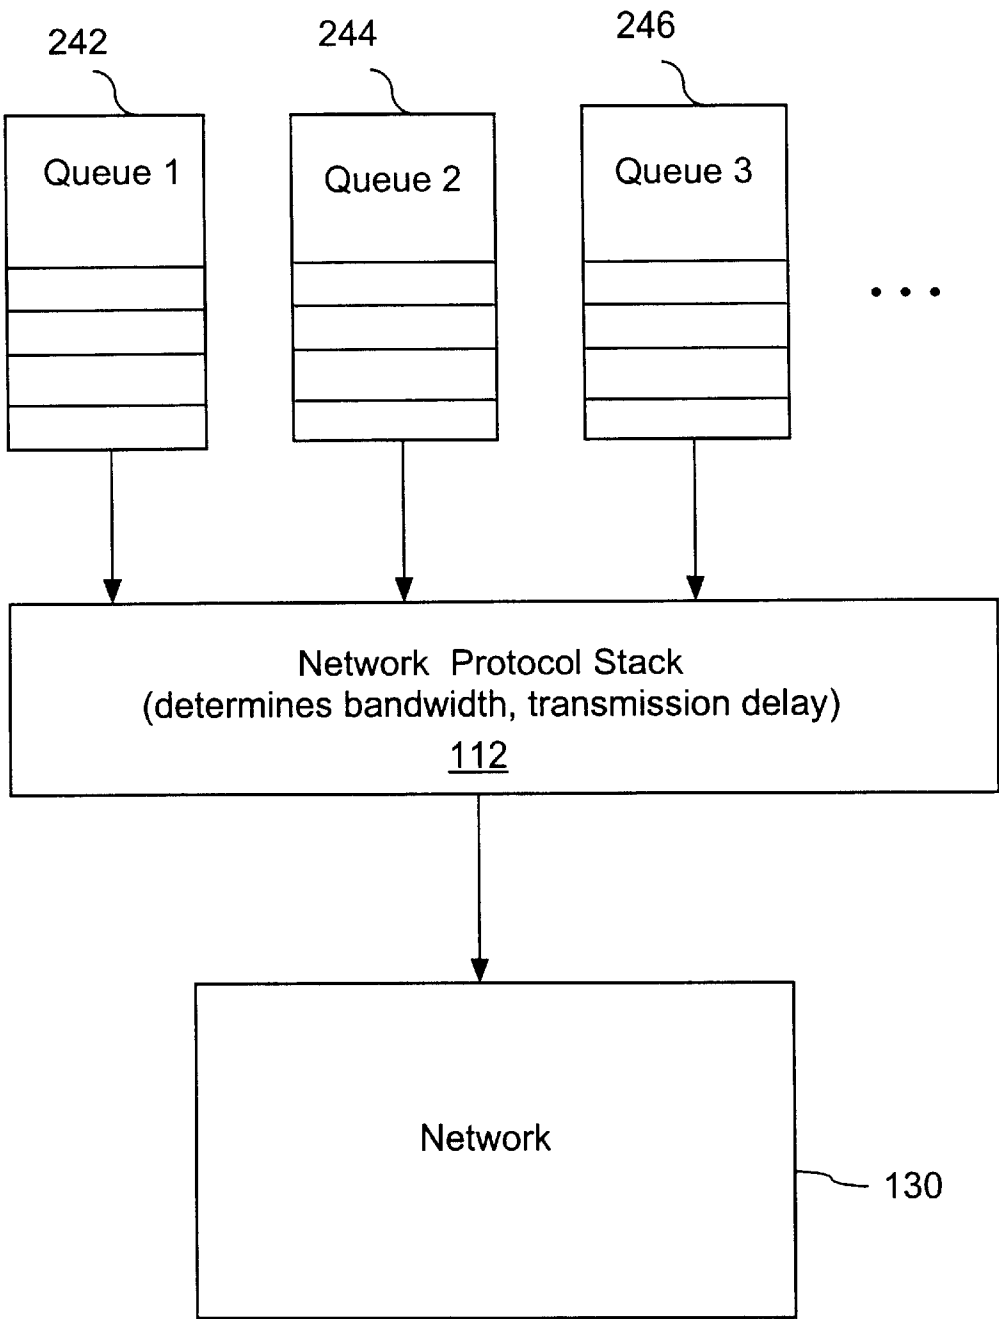 242
244
246
Queue 1
Queue 2
Queue 3
• • •
Network Protocol Stack
(determines bandwidth, transmission delay)
112
Network
130